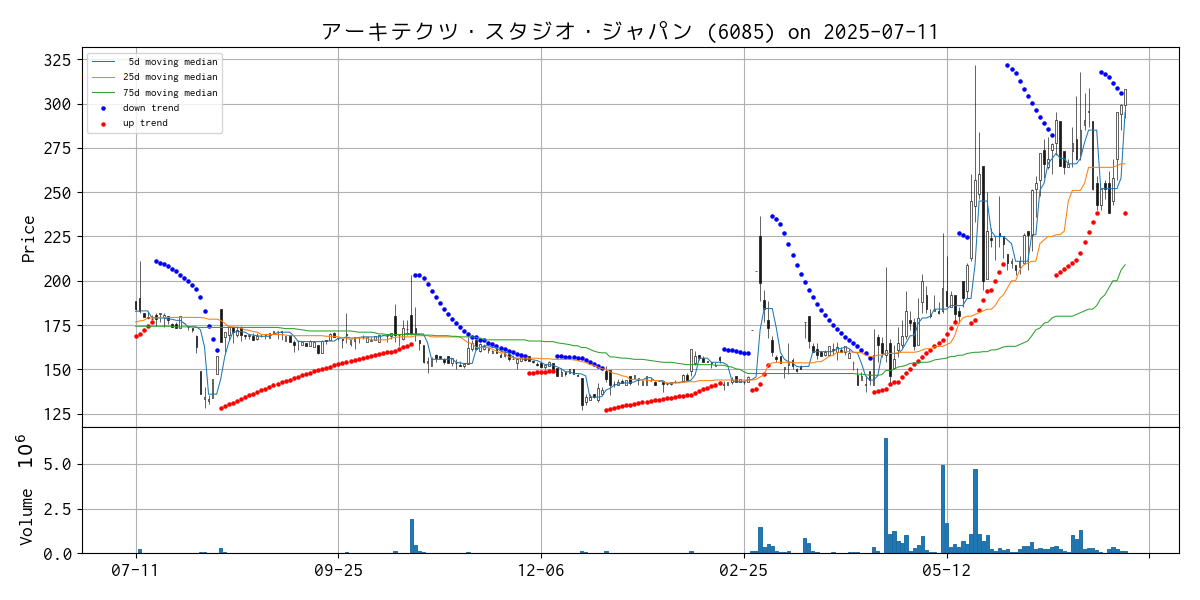 アーキテクツ・スタジオ・ジャパン (6085) on 2025-07-11
325
300
275
250
225
200
175
150
125
Price
5d moving median
25d moving median
75d moving median
down trend
up trend
5.0
2.5
0.0
Volume 10^6
07-11
09-25
12-06
02-25
05-12